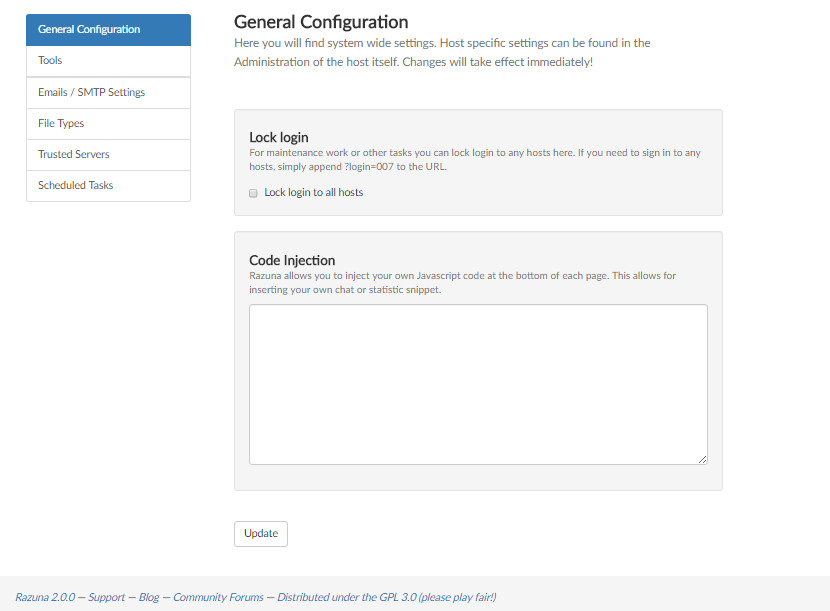 General Configuration
Tools
Emails / SMTP Settings
File Types
Trusted Servers
Scheduled Tasks
General Configuration
Here you will find system wide settings. Host specific settings can be found in the
Administration of the host itself. Changes will take effect immediately!
Lock login
For maintenance work or other tasks you can lock login to any hosts here. If you need to sign in to any
hosts, simply append ?login=007 to the URL.
Lock login to all hosts
Code Injection
Razuna allows you to inject your own Javascript code at the bottom of each page. This allows for
inserting your own chat or statistic snippet.
Update
Razuna 2.0.0 — Support — Blog — Community Forums — Distributed under the GPL 3.0 (please play fair!)